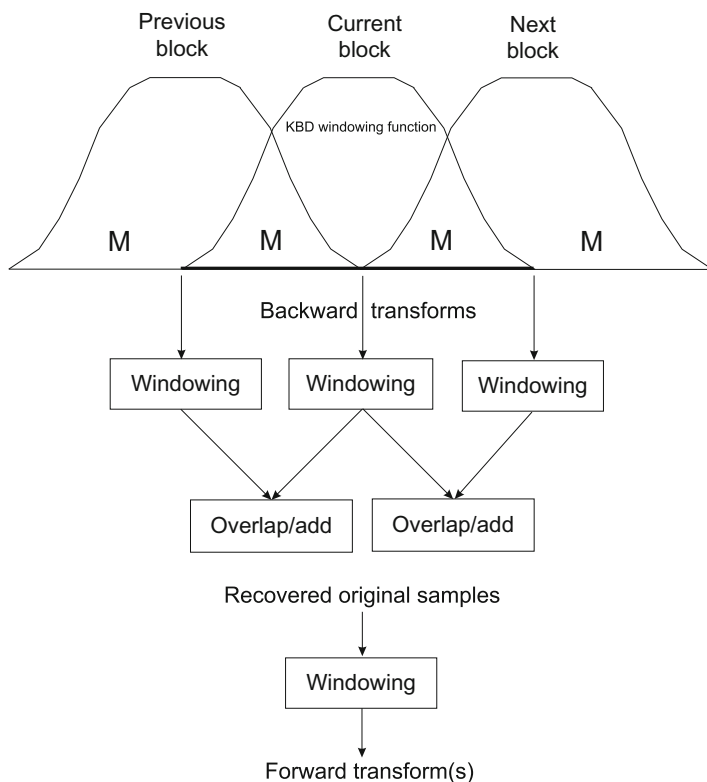 Previous block
Current block
Next block
KBD windowing function
M
M
M
M
Backward transforms
Windowing
Windowing
Windowing
Overlap/add
Overlap/add
Recovered original samples
Windowing
Forward transform(s)